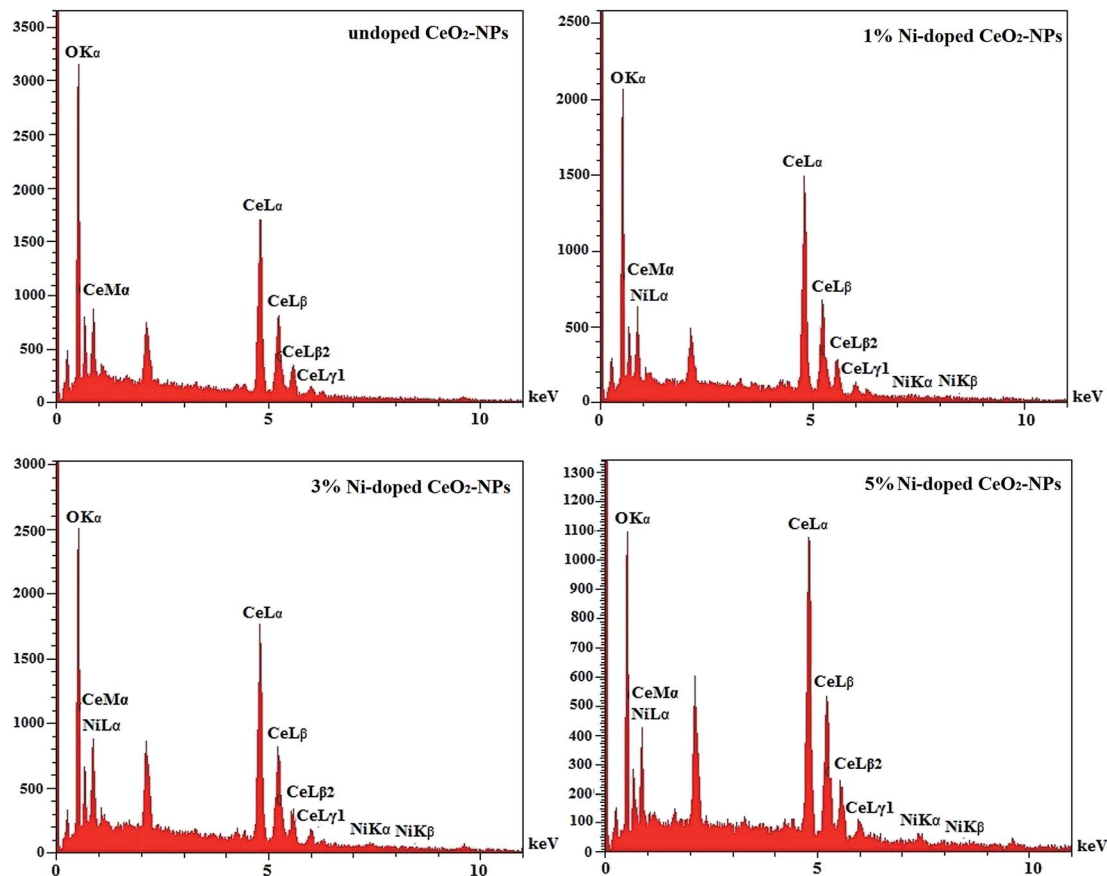 undoped CeO₂-NPs
3500
3000
2500
2000
1500
1000
500
0
OKα
CeMα
CeLα
CeLβ
CeLβ2
CeLγ1
0
5
10
keV
1% Ni-doped CeO₂-NPs
2500
2000
1500
1000
500
0
OKα
CeMα
NiLα
CeLα
CeLβ
CeLβ2
CeLγ1
NiKα
NiKβ
0
5
10
keV
3% Ni-doped CeO₂-NPs
3000
2500
2000
1500
1000
500
0
OKα
CeMα
NiLα
CeLα
CeLβ
CeLβ2
CeLγ1
NiKα
NiKβ
0
5
10
keV
5% Ni-doped CeO₂-NPs
1300
1200
1100
1000
900
800
700
600
500
400
300
200
100
0
OKα
CeMα
NiLα
CeLα
CeLβ
CeLβ2
CeLγ1
NiKα
NiKβ
0
5
10
keV